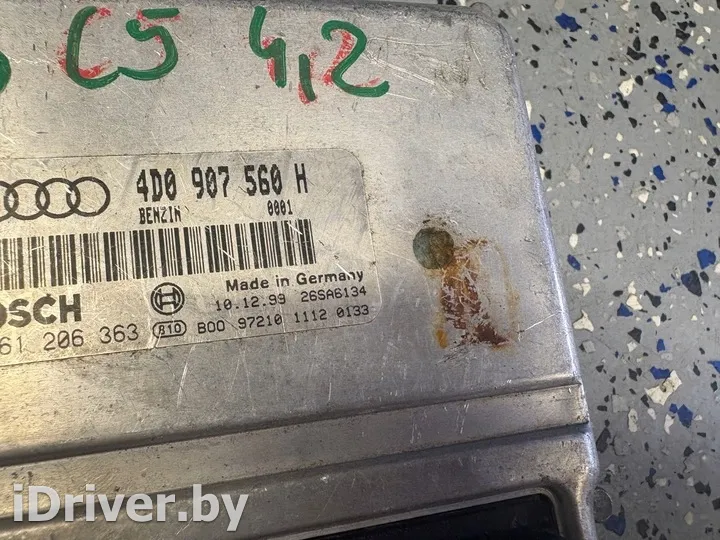 C5 4,2
4D0 907 560 H
BENZIN 0001
Made in Germany
10.12.99 26SA6134
61 206 363 B10 B00 97210 1112 0133
iDriver.by